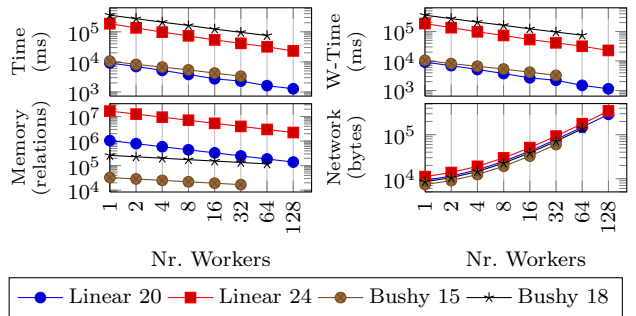 Time (ms)
10^5
10^4
10^3
W-Time (ms)
10^5
10^4
10^3
Memory (relations)
10^7
10^6
10^5
10^4
1 2 4 8 16 32 64 128
Nr. Workers
Network (bytes)
10^5
10^4
1 2 4 8 16 32 64 128
Nr. Workers
Linear 20 Linear 24 Bushy 15 Bushy 18